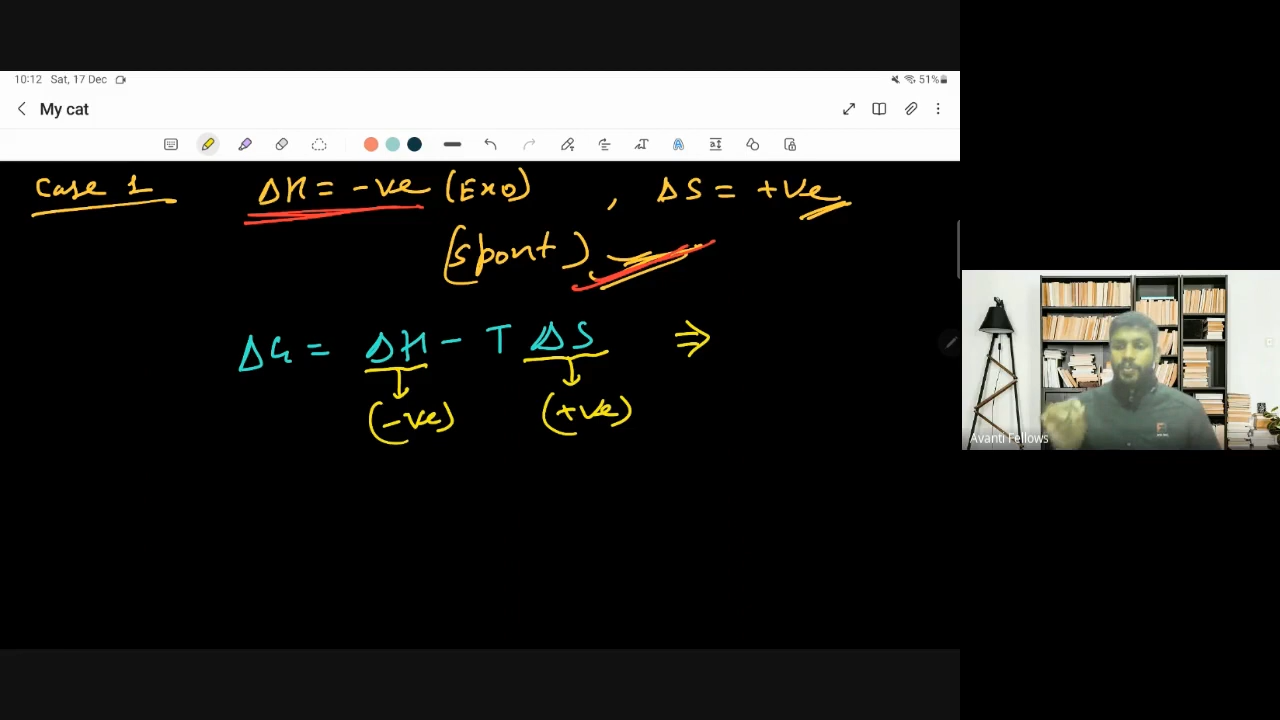 10:12 Sat, 17 Dec 51%
My cat
Case 1 ΔH = -ve (Exo) , ΔS = +ve
(Spont)
ΔG = ΔH - T ΔS ⇒
(-ve) (+ve)
Avanti Fellows